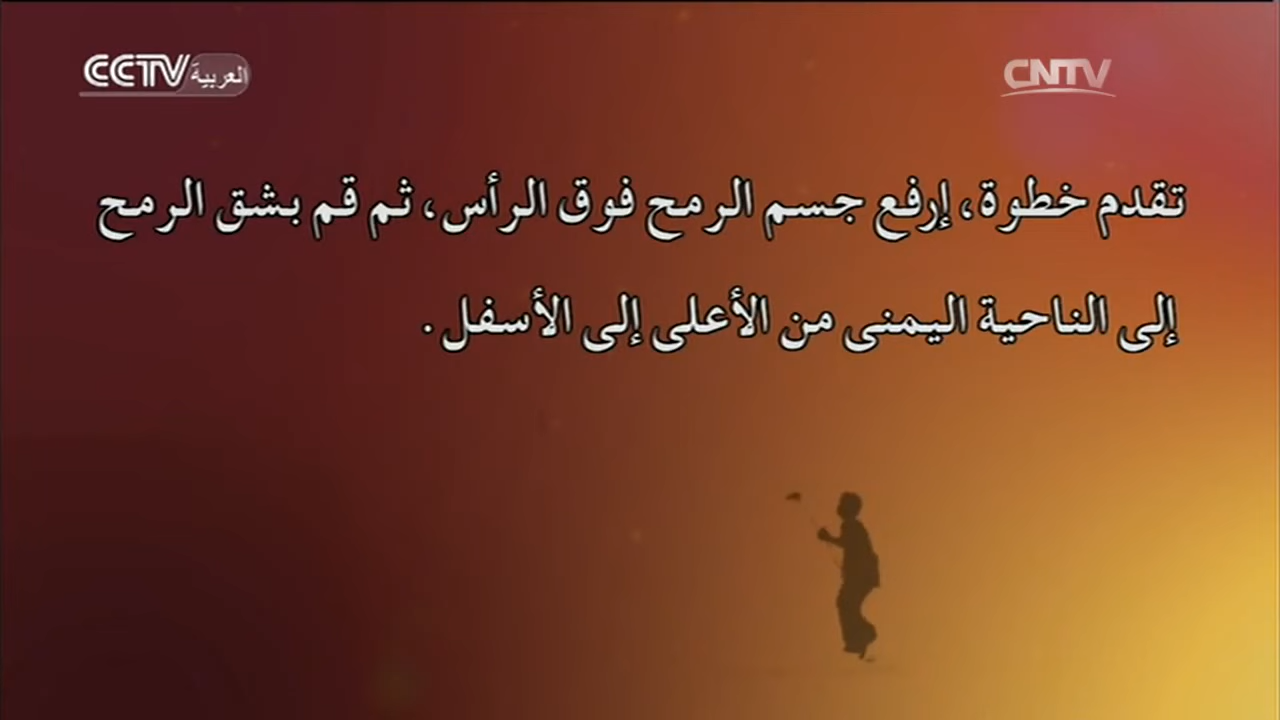 CCTV العربية
CNTV
تقدم خطوة، إرفع جسم الرمح فوق الرأس، ثم قم بشق الرمح
إلى الناحية اليمنى من الأعلى إلى الأسفل.